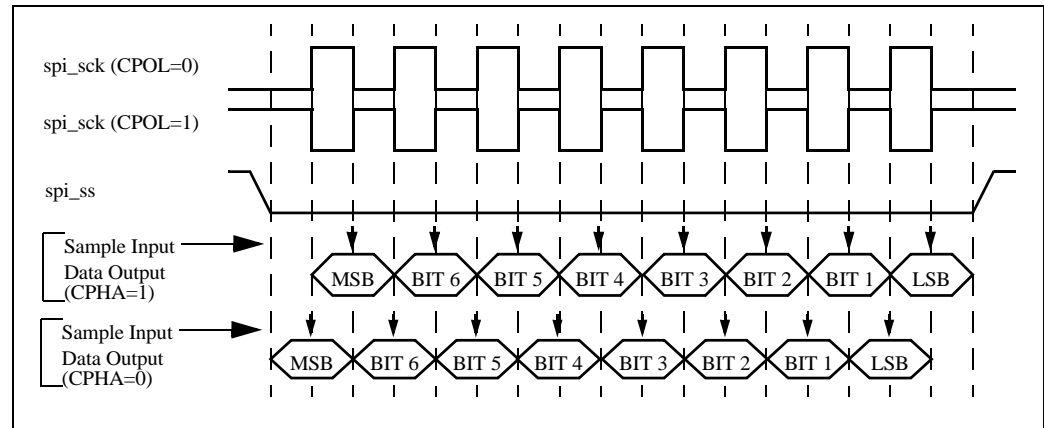 spi_sck (CPOL=0)
spi_sck (CPOL=1)
spi_ss
Sample Input
Data Output
(CPHA=1)
MSB BIT 6 BIT 5 BIT 4 BIT 3 BIT 2 BIT 1 LSB
Sample Input
Data Output
(CPHA=0)
MSB BIT 6 BIT 5 BIT 4 BIT 3 BIT 2 BIT 1 LSB